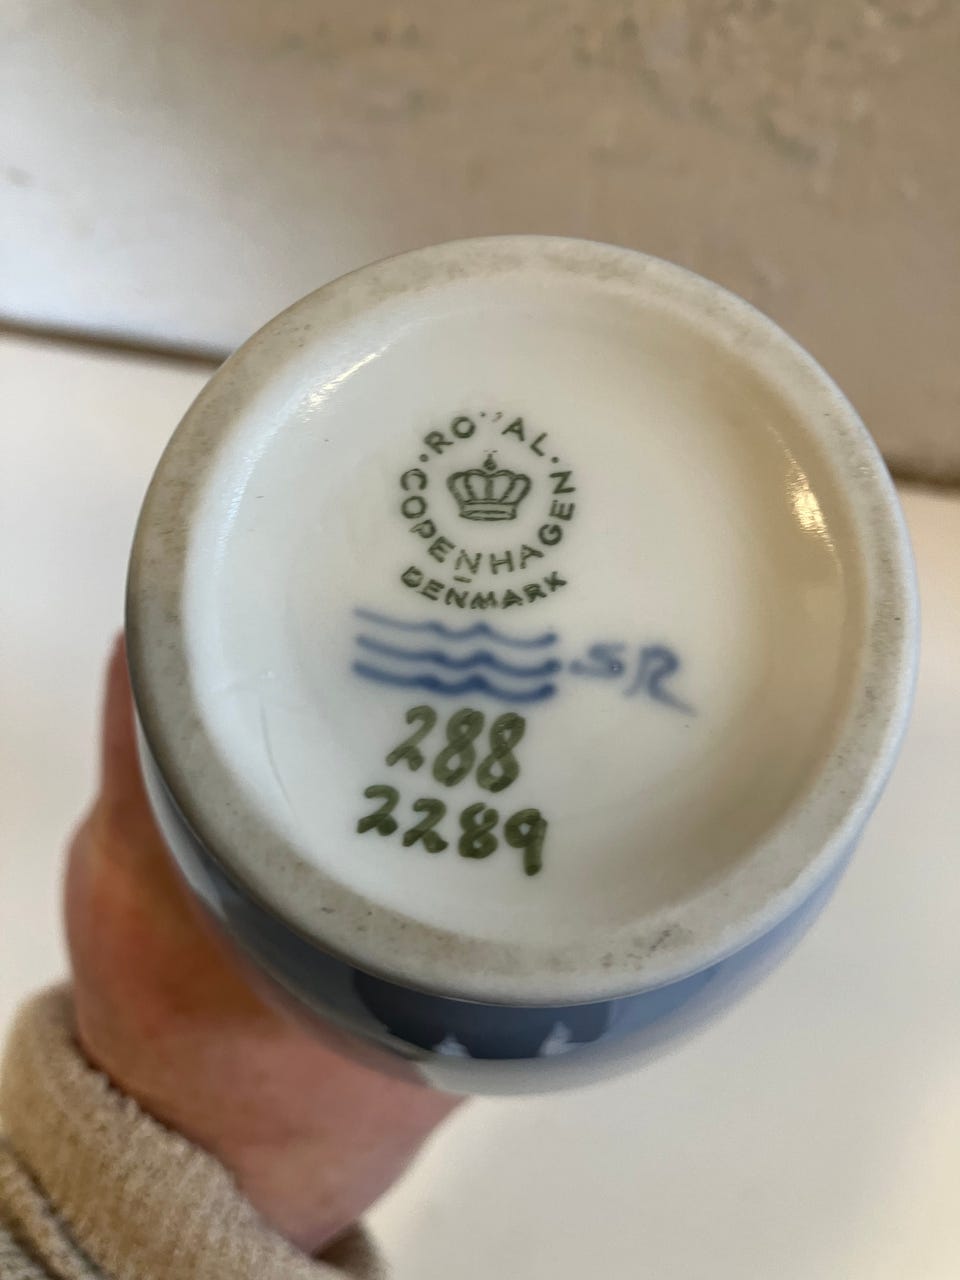 ROYAL
COPENHAGEN
DENMARK
SR
288
2289